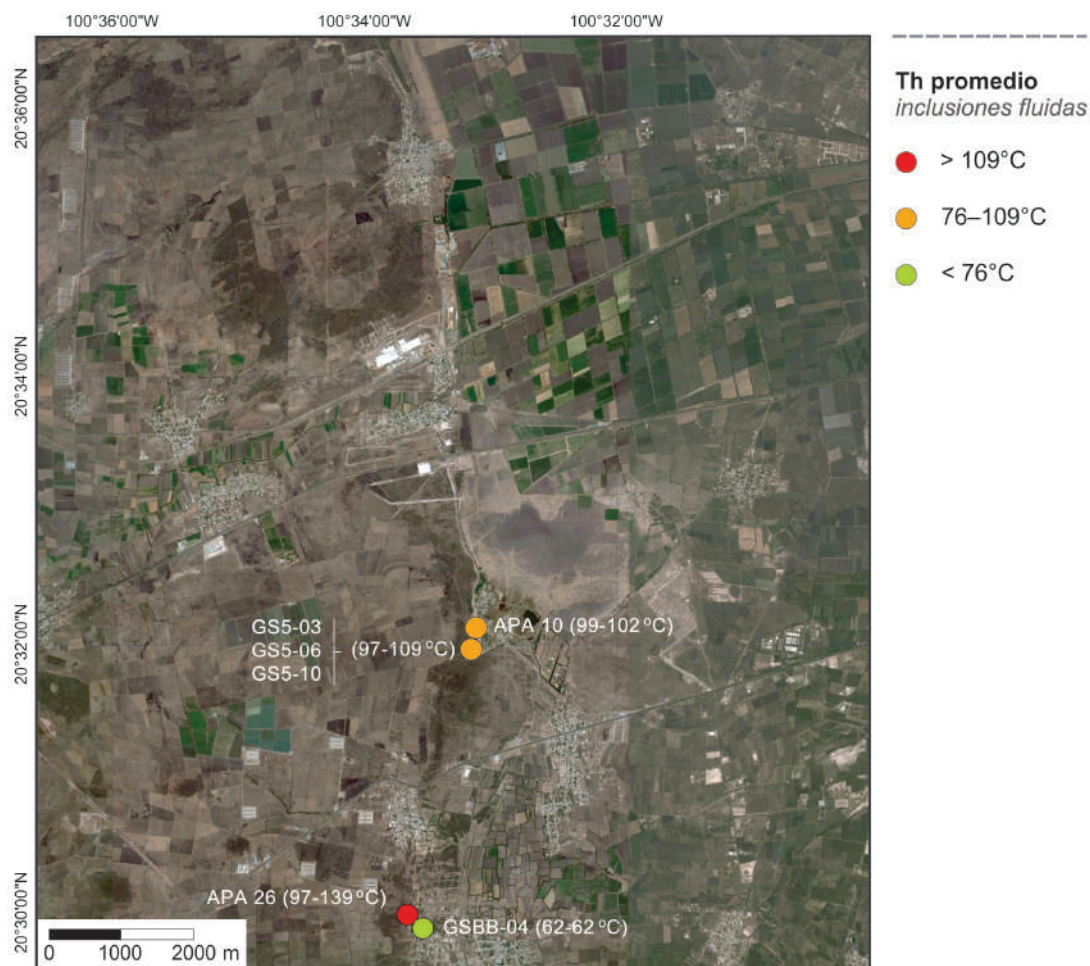 100°36'00"W 100°34'00"W 100°32'00"W
20°36'00"N
20°34'00"N
20°32'00"N
20°30'00"N
Th promedio
inclusiones fluidas
> 109°C
76–109°C
< 76°C
APA 10 (99-102 °C)
GS5-03
GS5-06 (97-109 °C)
GS5-10
APA 26 (97-139 °C)
GSBB-04 (62-62 °C)
0 1000 2000 m